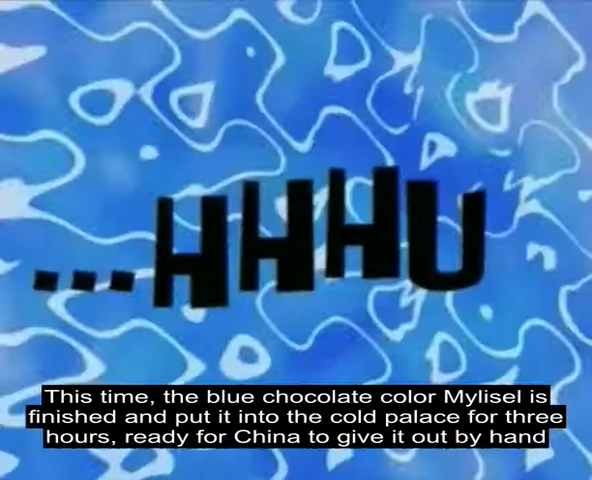 ...HHHU
This time, the blue chocolate color Mylisel is
finished and put it into the cold palace for three
hours, ready for China to give it out by hand